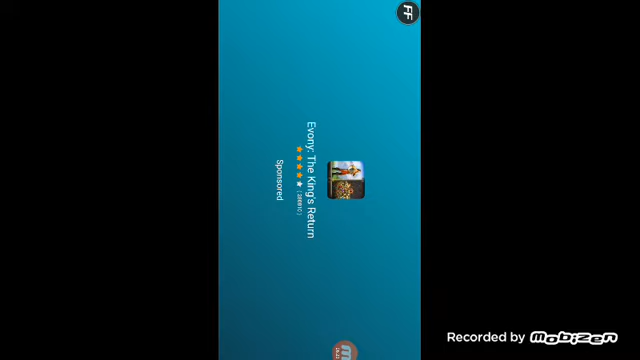 FF
Evony: The King's Return
Sponsored
Recorded by mobizen